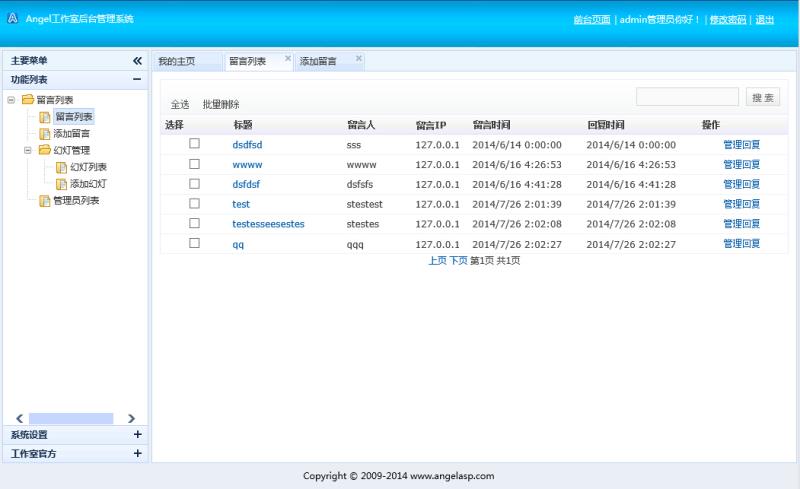 Angel工作室后台管理系统
前台页面 | admin管理员你好！ | 修改密码 | 退出
主要菜单
功能列表
留言列表
留言列表
添加留言
幻灯管理
幻灯列表
添加幻灯
管理员列表
系统设置
工作室官方
我的主页 留言列表 添加留言
全选 批量删除 搜 索
选择 标题 留言人 留言IP 留言时间 回复时间 操作
dsdfsd sss 127.0.0.1 2014/6/14 0:00:00 2014/6/14 0:00:00 管理回复
wwww wwww 127.0.0.1 2014/6/16 4:26:53 2014/6/16 4:26:53 管理回复
dsfdsf dsfsfs 127.0.0.1 2014/6/16 4:41:28 2014/6/16 4:41:28 管理回复
test stestest 127.0.0.1 2014/7/26 2:01:39 2014/7/26 2:01:39 管理回复
testesseesestes stestes 127.0.0.1 2014/7/26 2:02:08 2014/7/26 2:02:08 管理回复
qq qqq 127.0.0.1 2014/7/26 2:02:27 2014/7/26 2:02:27 管理回复
上页 下页 第1页 共1页
Copyright © 2009-2014 www.angelasp.com